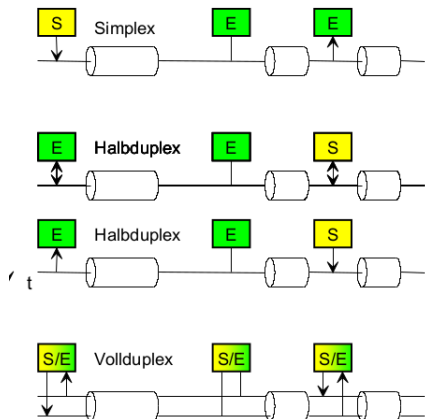 S Simplex E E
E Halbduplex E S
E Halbduplex E S
t
S/E Vollduplex S/E S/E